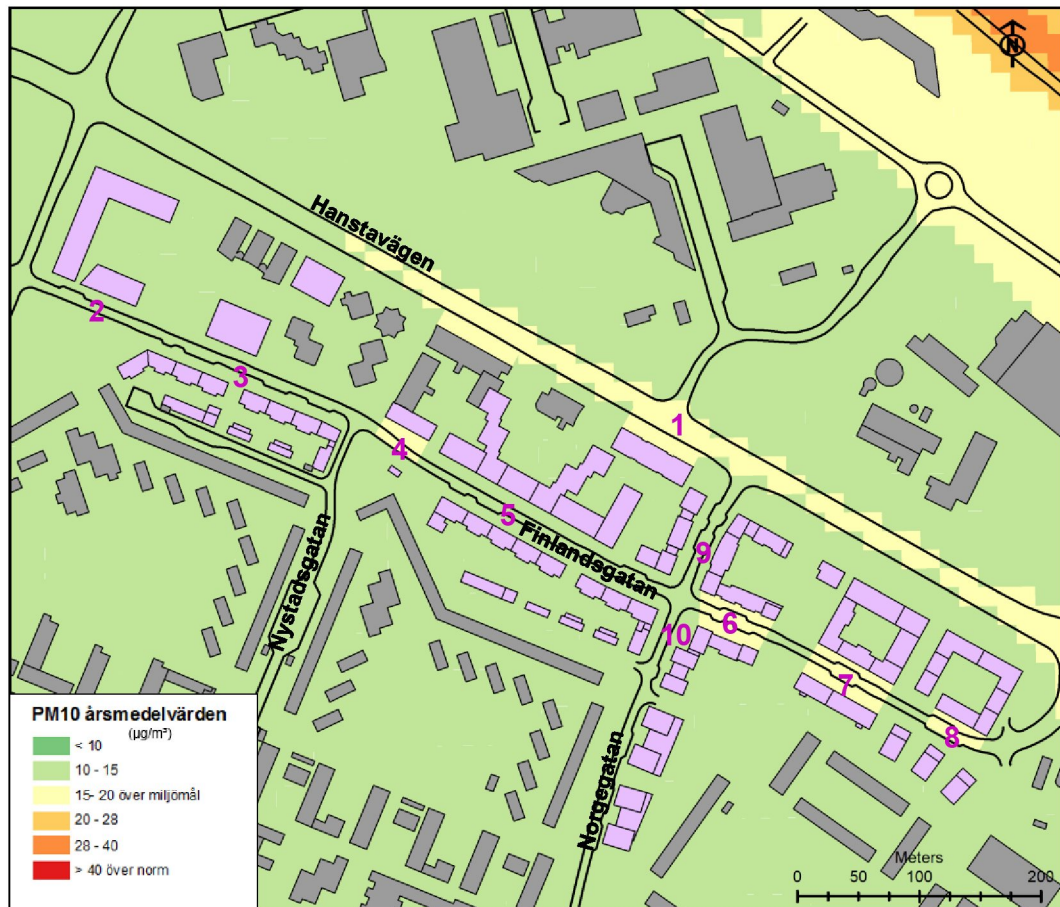 N
Hanstavägen
1
2
3
4
5
Finlandsgatan
9
6
10
7
8
Nystadsgatan
Norgegatan
PM10 årsmedelvärden
(µg/m³)
< 10
10 - 15
15- 20 över miljömål
20 - 28
28 - 40
> 40 över norm
Meters
0 50 100 200